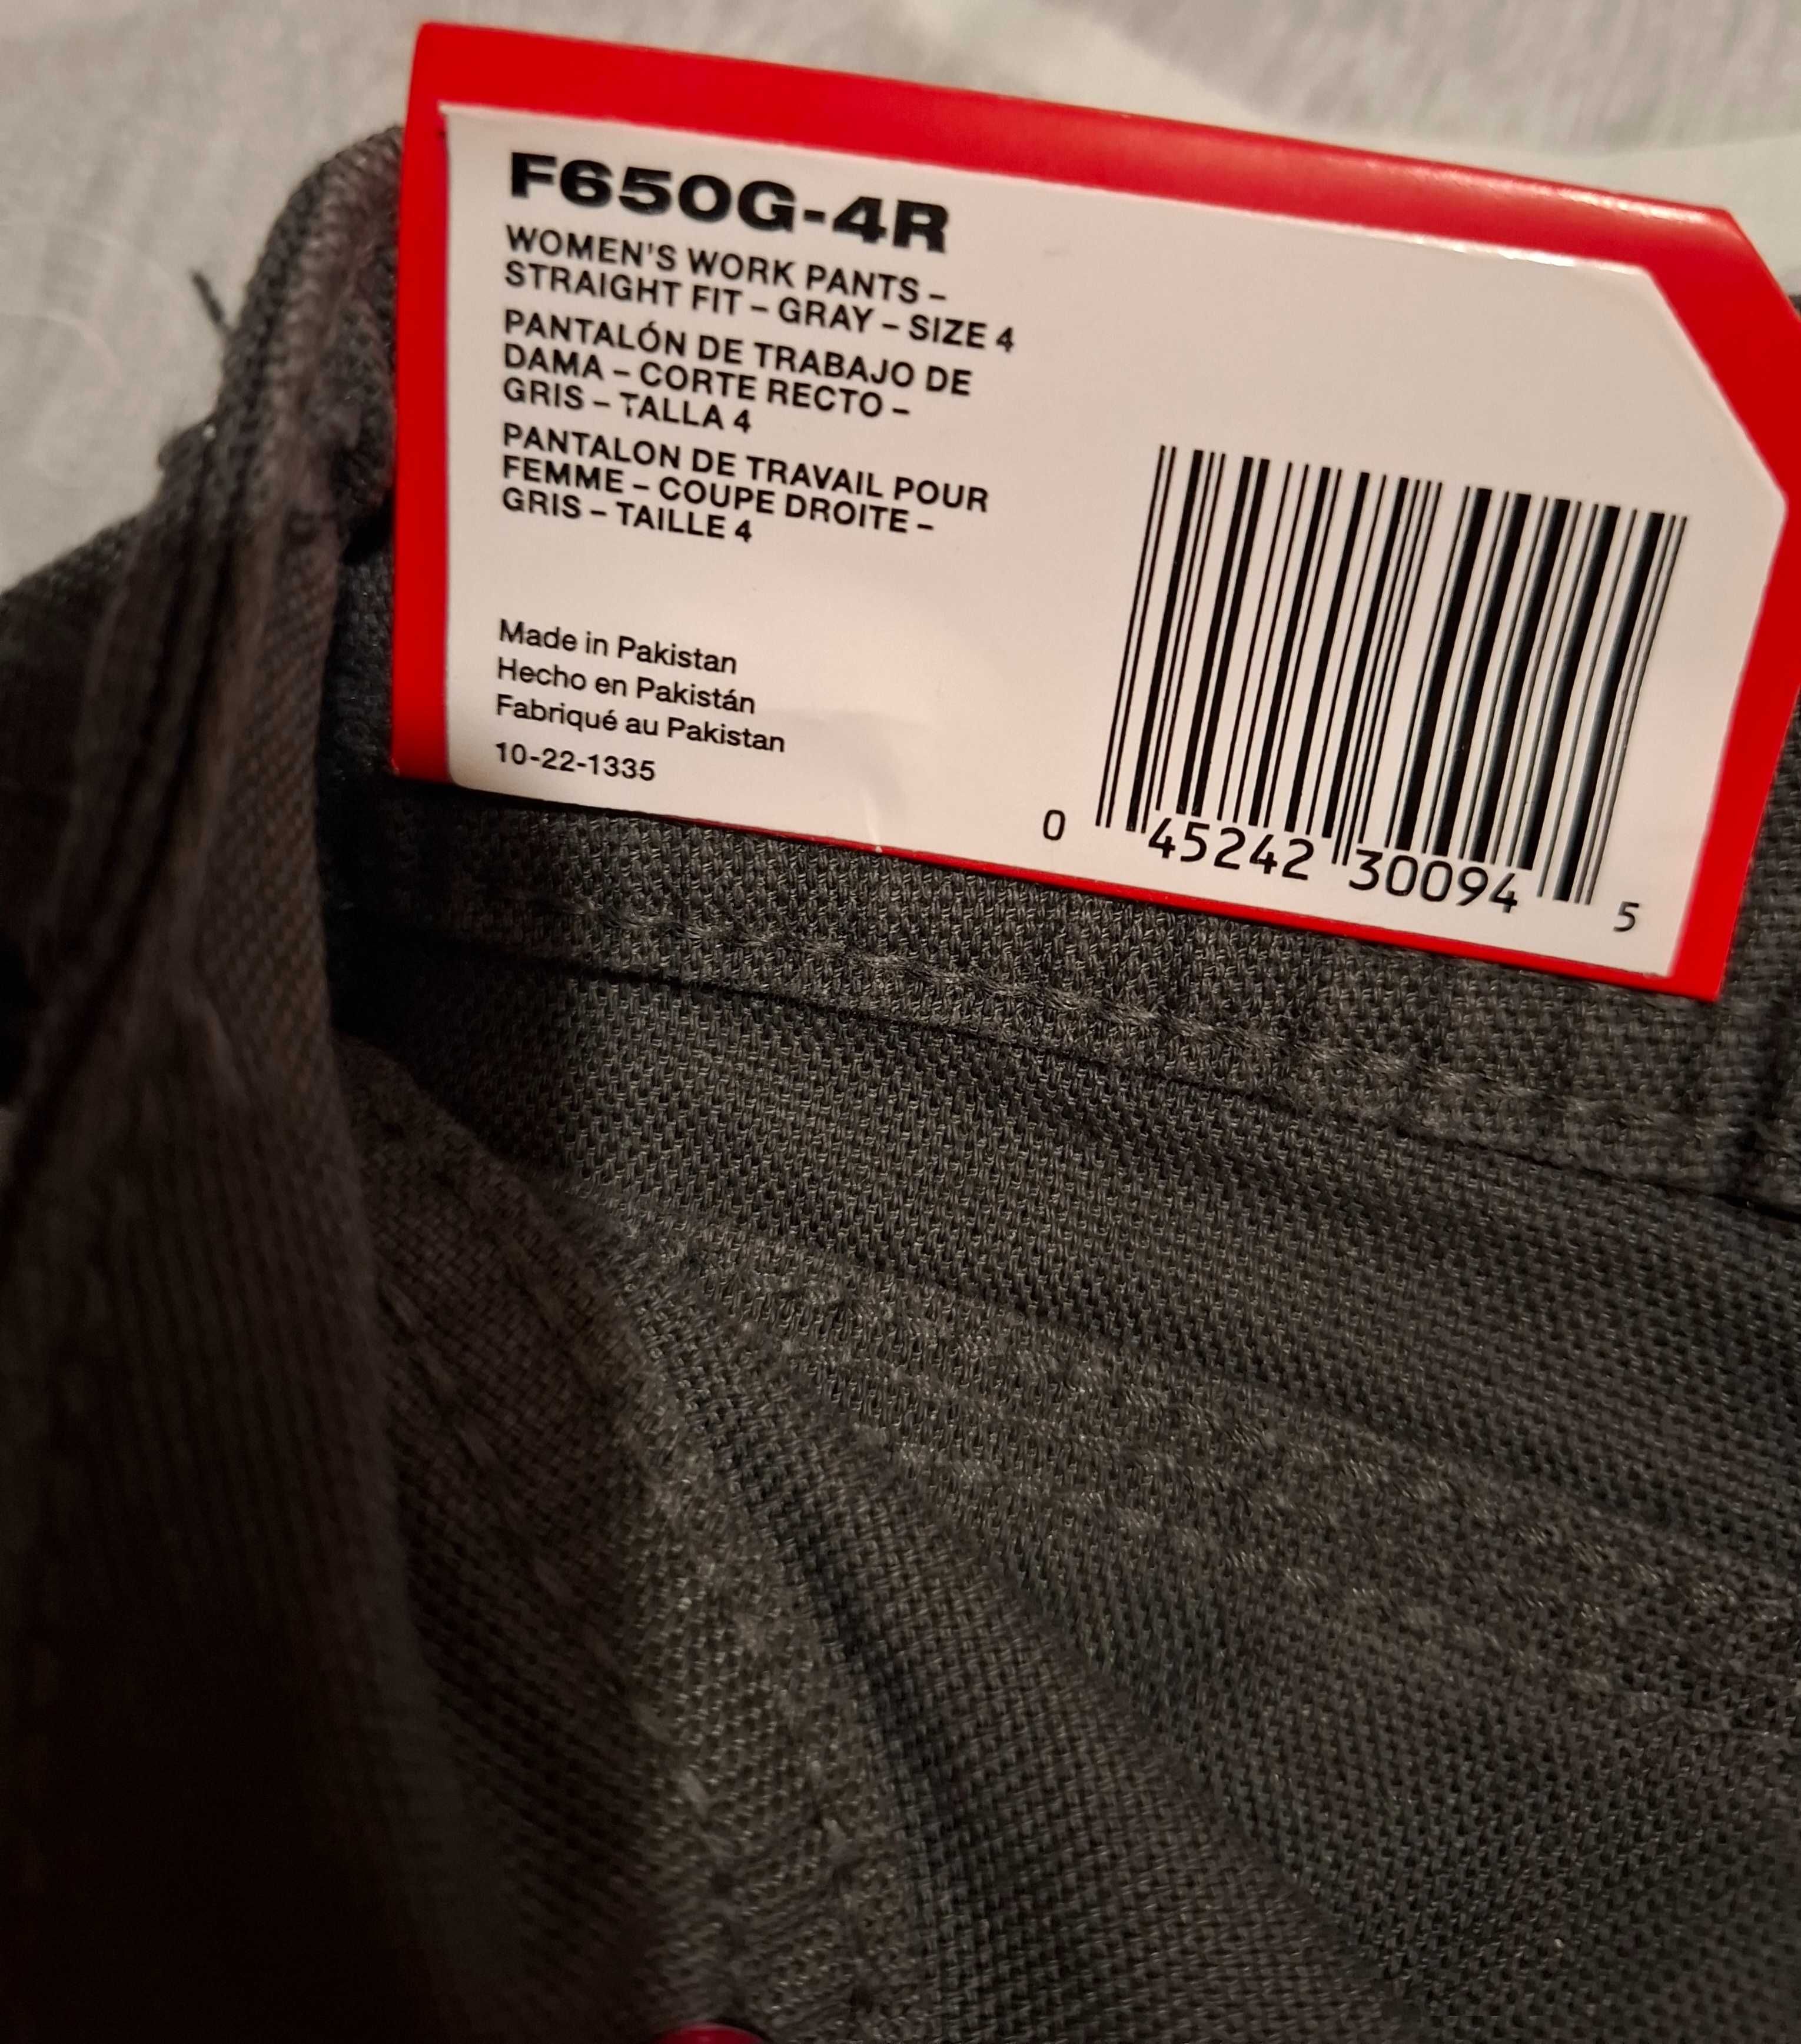 F650G-4R
WOMEN'S WORK PANTS –
STRAIGHT FIT – GRAY – SIZE 4
PANTALÓN DE TRABAJO DE
DAMA – CORTE RECTO –
GRIS – TALLA 4
PANTALON DE TRAVAIL POUR
FEMME – COUPE DROITE –
GRIS – TAILLE 4
Made in Pakistan
Hecho en Pakistán
Fabriqué au Pakistan
10-22-1335
0 45242 30094 5